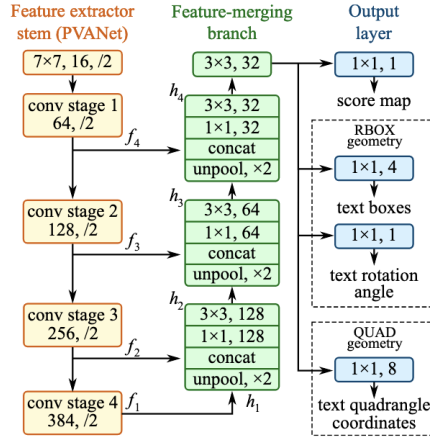 Feature extractor
stem (PVANet)
7×7, 16, /2
conv stage 1
64, /2
f4
conv stage 2
128, /2
f3
conv stage 3
256, /2
f2
conv stage 4
384, /2
f1
Feature-merging
branch
3×3, 32
h4
3×3, 32
1×1, 32
concat
unpool, ×2
h3
3×3, 64
1×1, 64
concat
unpool, ×2
h2
3×3, 128
1×1, 128
concat
unpool, ×2
h1
Output
layer
1×1, 1
score map
RBOX
geometry
1×1, 4
text boxes
1×1, 1
text rotation
angle
QUAD
geometry
1×1, 8
text quadrangle
coordinates